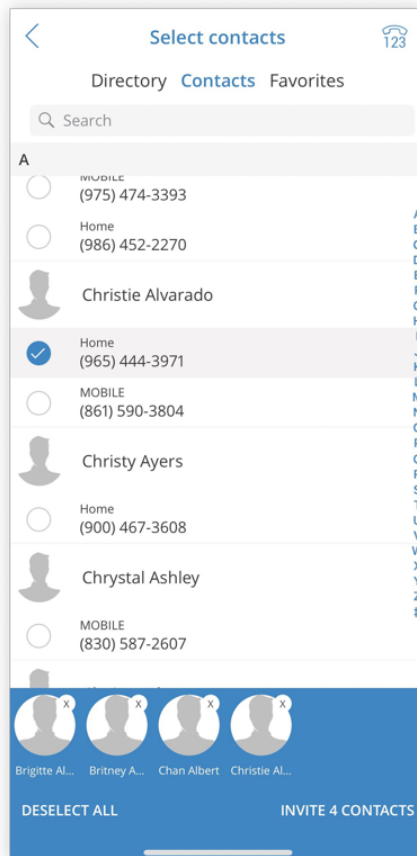 Select contacts
123
Directory Contacts Favorites
Search
A
MOBILE
(975) 474-3393
Home
(986) 452-2270
Christie Alvarado
Home
(965) 444-3971
MOBILE
(861) 590-3804
Christy Ayers
Home
(900) 467-3608
Chrystal Ashley
MOBILE
(830) 587-2607
X X X X
Brigitte Al... Britney A... Chan Albert Christie Al...
DESELECT ALL INVITE 4 CONTACTS